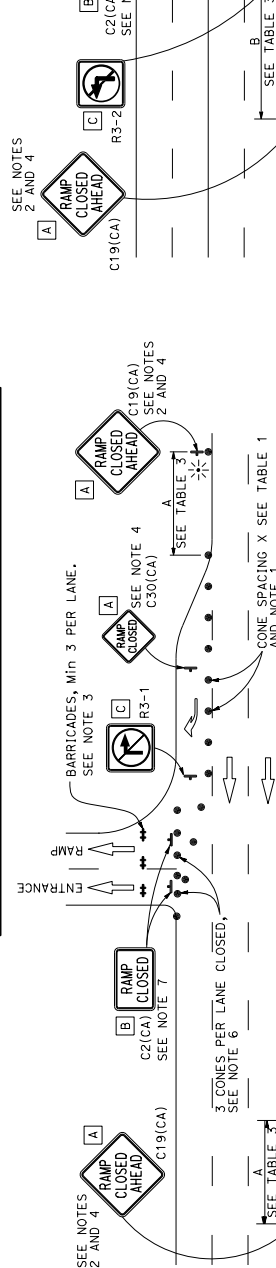 SEE NOTES
2 AND 4
A
RAMP
CLOSED
AHEAD
C19(CA)
C
R3-2
B
C2(CA)
B
SEE TABLE 3
BARRICADES, Min 3 PER LANE.
SEE NOTE 3
ENTRANCE
RAMP
C
R3-1
A
RAMP
CLOSED
SEE NOTE 4
C30(CA)
A
RAMP
CLOSED
AHEAD
C19(CA)
SEE NOTES
2 AND 4
A
SEE TABLE 3
CONE SPACING X SEE TABLE 1
AND NOTE 1
B
RAMP
CLOSED
C2(CA)
SEE NOTE 7
3 CONES PER LANE CLOSED,
SEE NOTE 6
SEE NOTES
2 AND 4
A
RAMP
CLOSED
AHEAD
C19(CA)
A
SEE TABLE 3